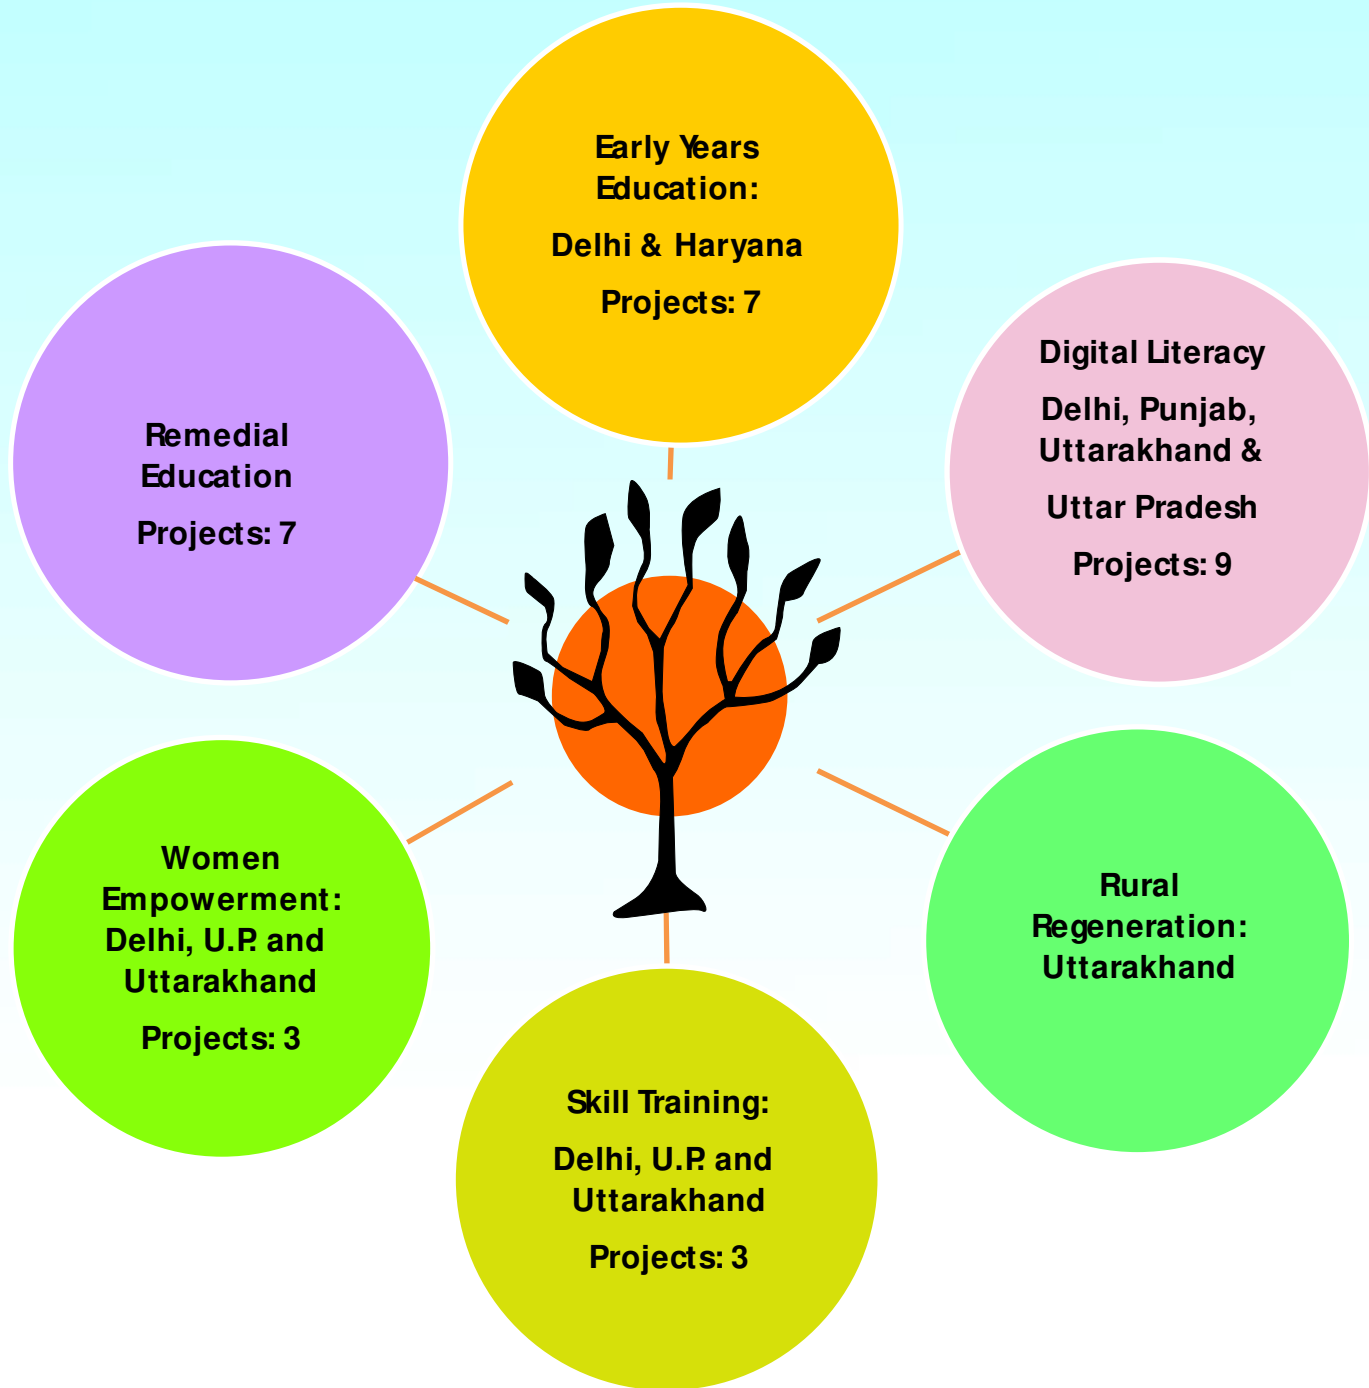 Early Years
Education:
Delhi & Haryana
Projects: 7
Digital Literacy
Delhi, Punjab,
Uttarakhand &
Uttar Pradesh
Projects: 9
Rural
Regeneration:
Uttarakhand
Skill Training:
Delhi, U.P. and
Uttarakhand
Projects: 3
Women
Empowerment:
Delhi, U.P. and
Uttarakhand
Projects: 3
Remedial
Education
Projects: 7